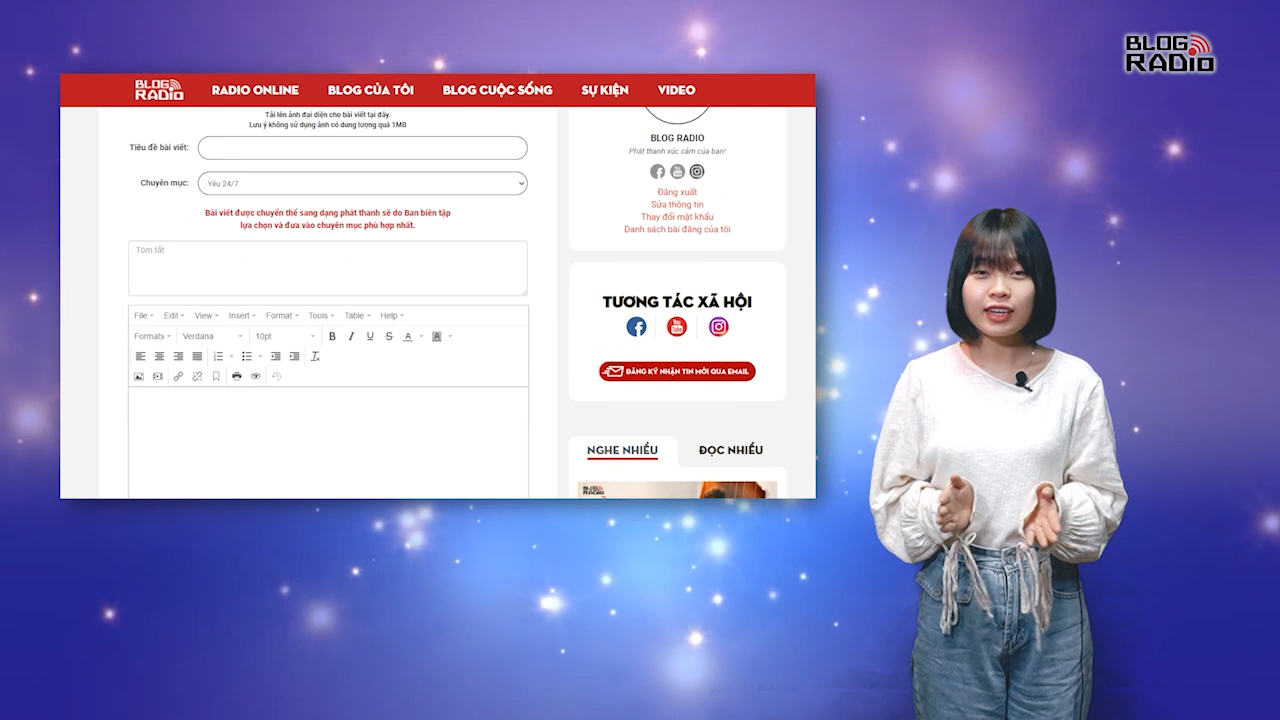 BLOG
RADIO
BLOG
RADIO
RADIO ONLINE
BLOG CỦA TÔI
BLOG CUỘC SỐNG
SỰ KIỆN
VIDEO
Tải lên ảnh đại diện cho bài viết tại đây.
Lưu ý không sử dụng ảnh có dung lượng quá 1MB
Tiêu đề bài viết:
Chuyên mục:
Yêu 24/7
Bài viết được chuyển thể sang dạng phát thanh sẽ do Ban biên tập
lựa chọn và đưa vào chuyên mục phù hợp nhất.
Tóm tắt
File Edit View Insert Format Tools Table Help
Formats Verdana 10pt B I U S A A
BLOG RADIO
Phát thanh xúc cảm của bạn!
Đăng xuất
Sửa thông tin
Thay đổi mật khẩu
Danh sách bài đăng của tôi
TƯƠNG TÁC XÃ HỘI
You
Tube
ĐĂNG KÝ NHẬN TIN MỚI QUA EMAIL
NGHE NHIỀU
ĐỌC NHIỀU
BLOG
RADIO